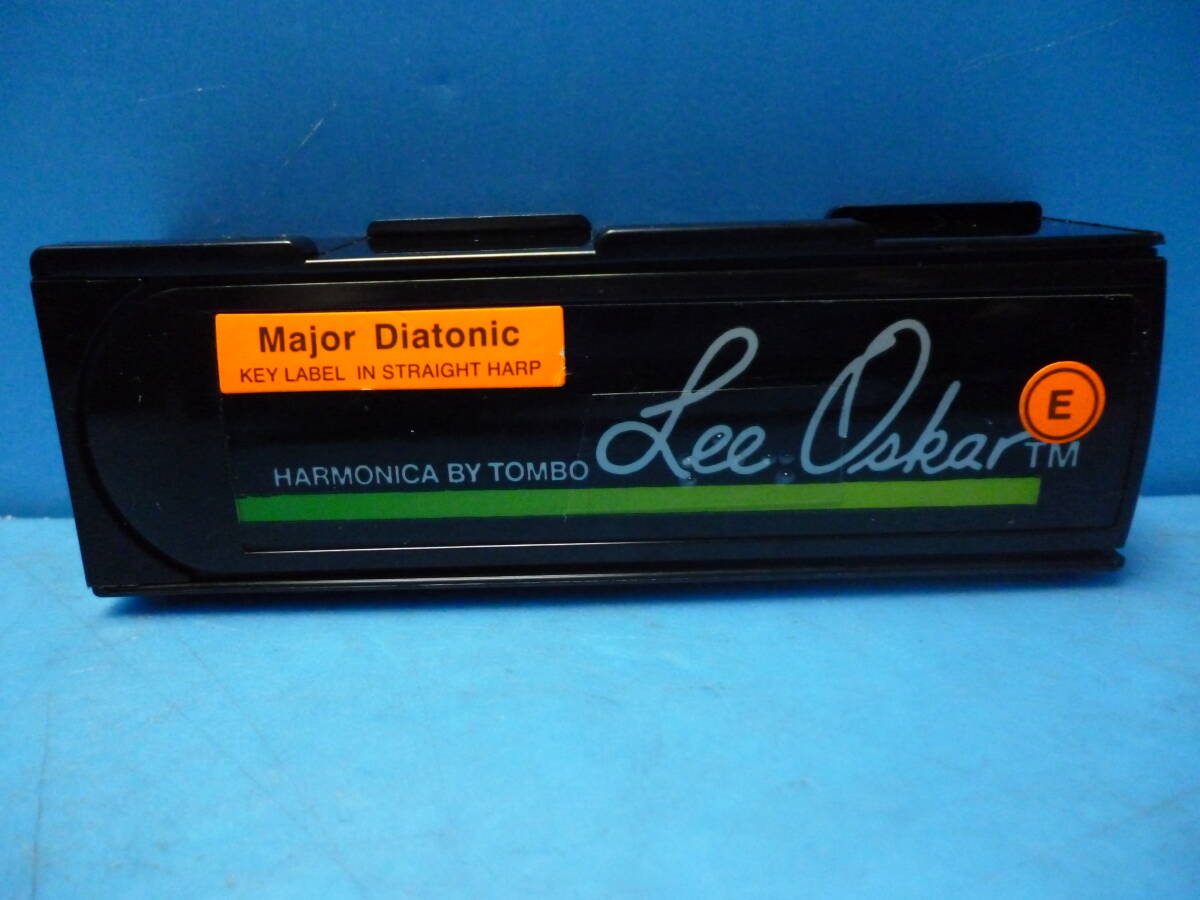 Major Diatonic
KEY LABEL IN STRAIGHT HARP
HARMONICA BY TOMBO Lee Oskar TM
E